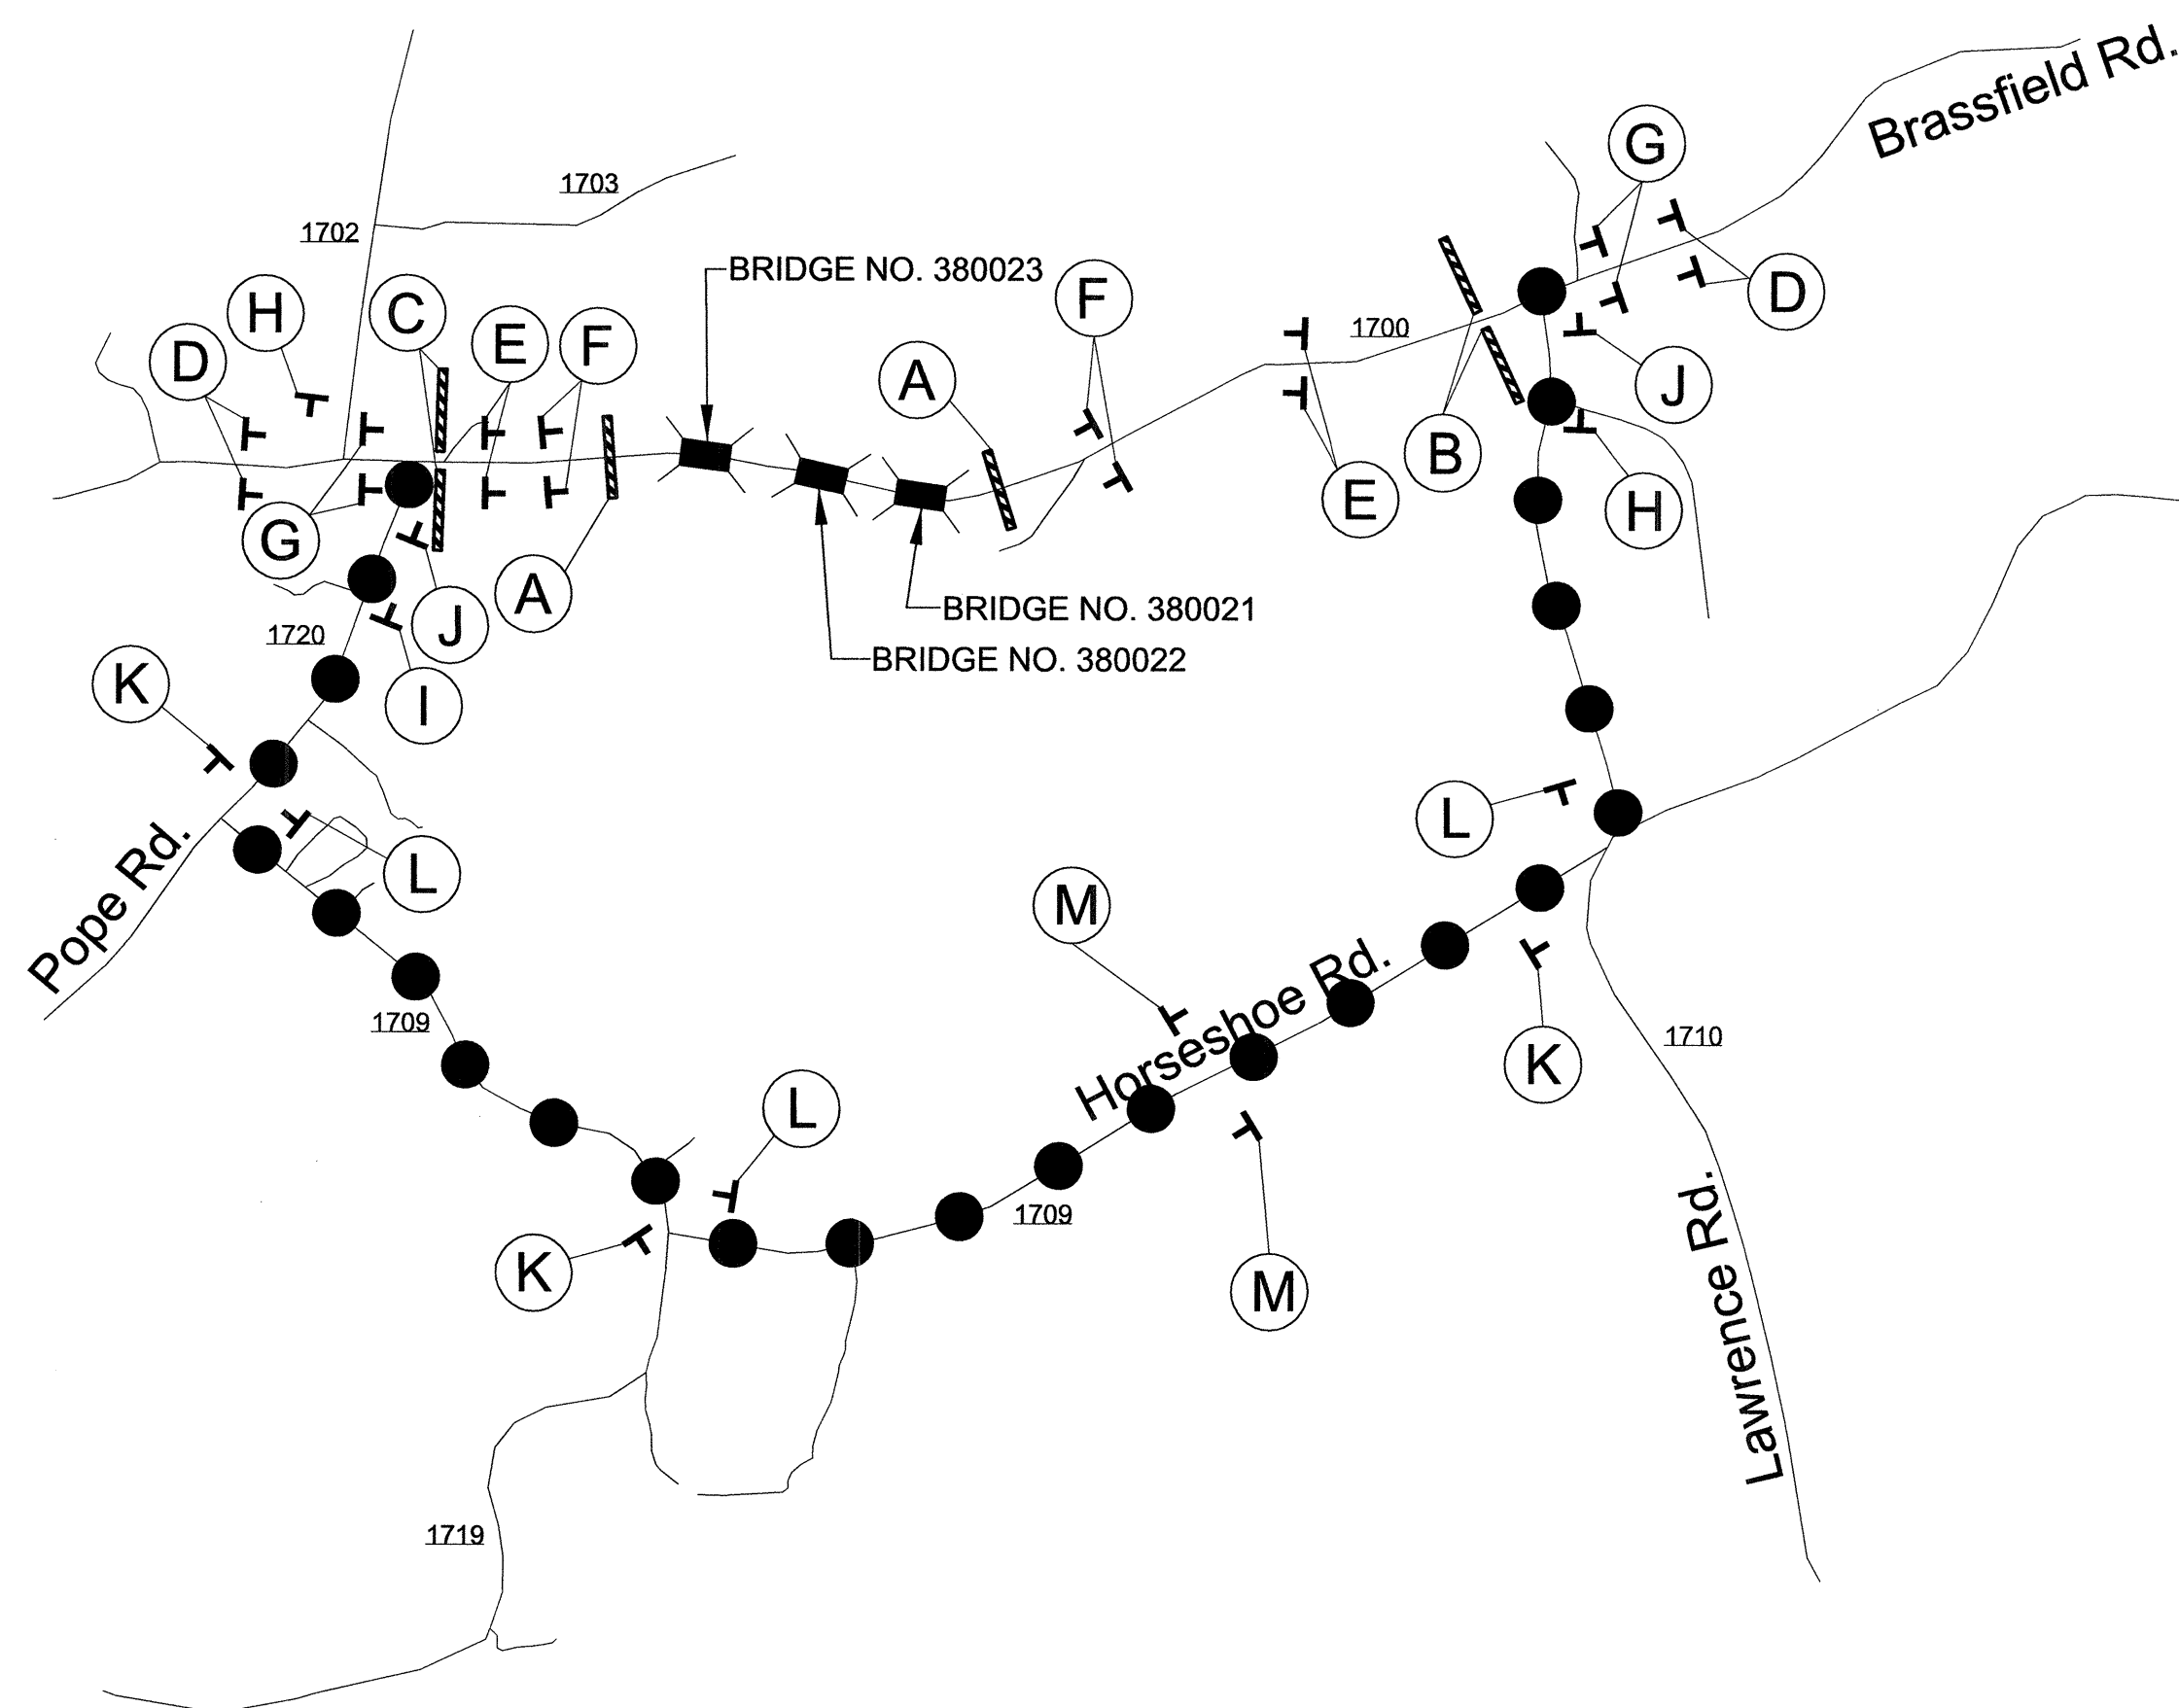 Brassfield Rd.
G
1703
1702
BRIDGE NO. 380023
F
H
C
D
1700
E
F
D
A
J
B
E
H
G
A
J
BRIDGE NO. 380021
1720
BRIDGE NO. 380022
K
I
L
Pope Rd.
L
M
Horseshoe Rd.
1709
1710
K
L
1709
Lawrence Rd.
K
M
1719